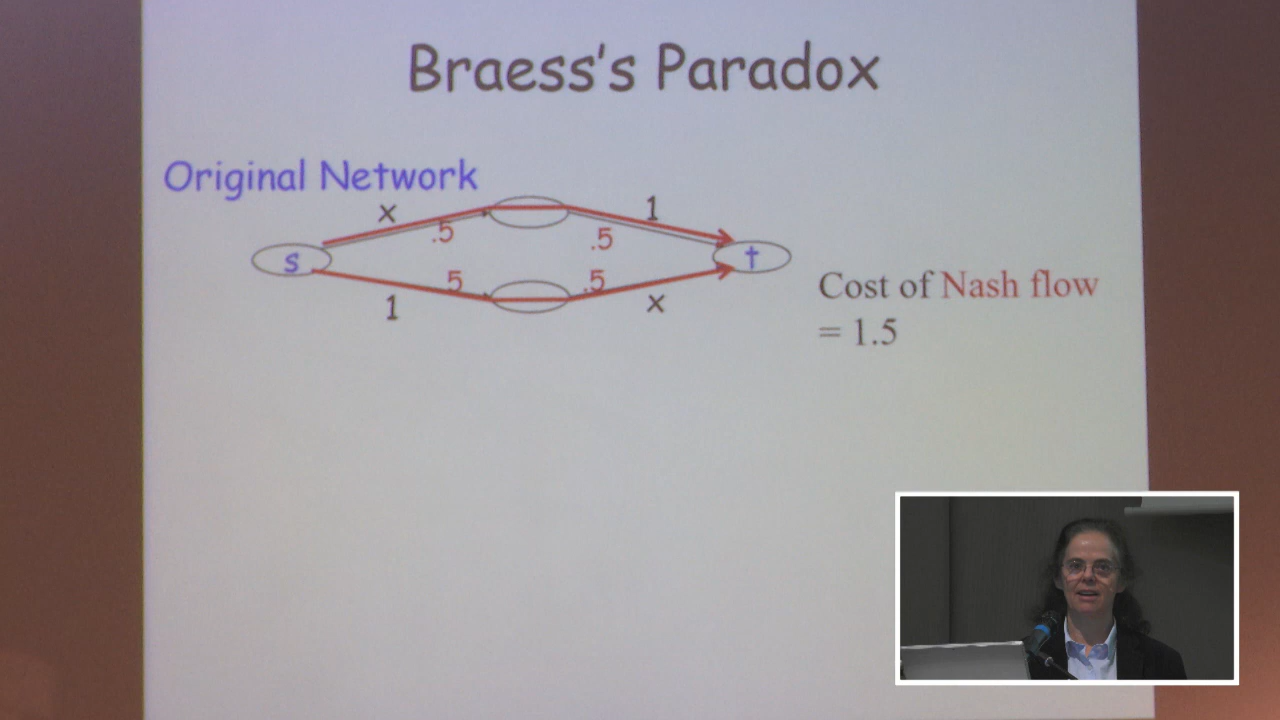 Braess's Paradox
Original Network
x
1
.5
.5
s
t
.5
.5
1
x
Cost of Nash flow
= 1.5